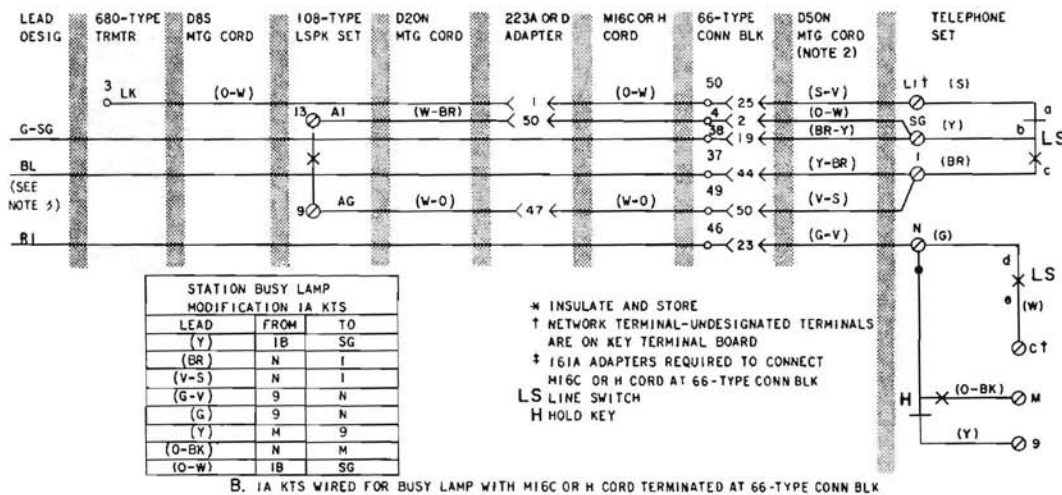 LEAD DESIG
680-TYPE TRMTR
D8S MTG CORD
108-TYPE LSPK SET
D20N MTG CORD
223A OR D ADAPTER
M16C OR H CORD
66-TYPE CONN BLK
D50N MTG CORD (NOTE 2)
TELEPHONE SET
3 LK (O-W) 1 (O-W) 50 25 (S-V) L1† (S)
13 A1 (W-BR) 50 4 2 (O-W) SG a
G-SG 38 19 (BR-Y) (Y) b LS
BL 37 44 (Y-BR) 1 (BR) c
(SEE NOTE 3)
9 AG (W-O) 47 (W-O) 49 50 (V-S)
R1 46 23 (G-V) N (G)
d LS
e (W)
C†
H (O-BK) M
(Y) 9
STATION BUSY LAMP
MODIFICATION 1A KTS
LEAD FROM TO
(Y) 1B SG
(BR) N 1
(V-S) N 1
(G-V) 9 N
(G) 9 N
(Y) M 9
(O-BK) N M
(O-W) 1B SG
* INSULATE AND STORE
† NETWORK TERMINAL-UNDESIGNATED TERMINALS
ARE ON KEY TERMINAL BOARD
‡ 161A ADAPTERS REQUIRED TO CONNECT
M16C OR H CORD AT 66-TYPE CONN BLK
LS LINE SWITCH
H HOLD KEY
B. 1A KTS WIRED FOR BUSY LAMP WITH M16C OR H CORD TERMINATED AT 66-TYPE CONN BLK